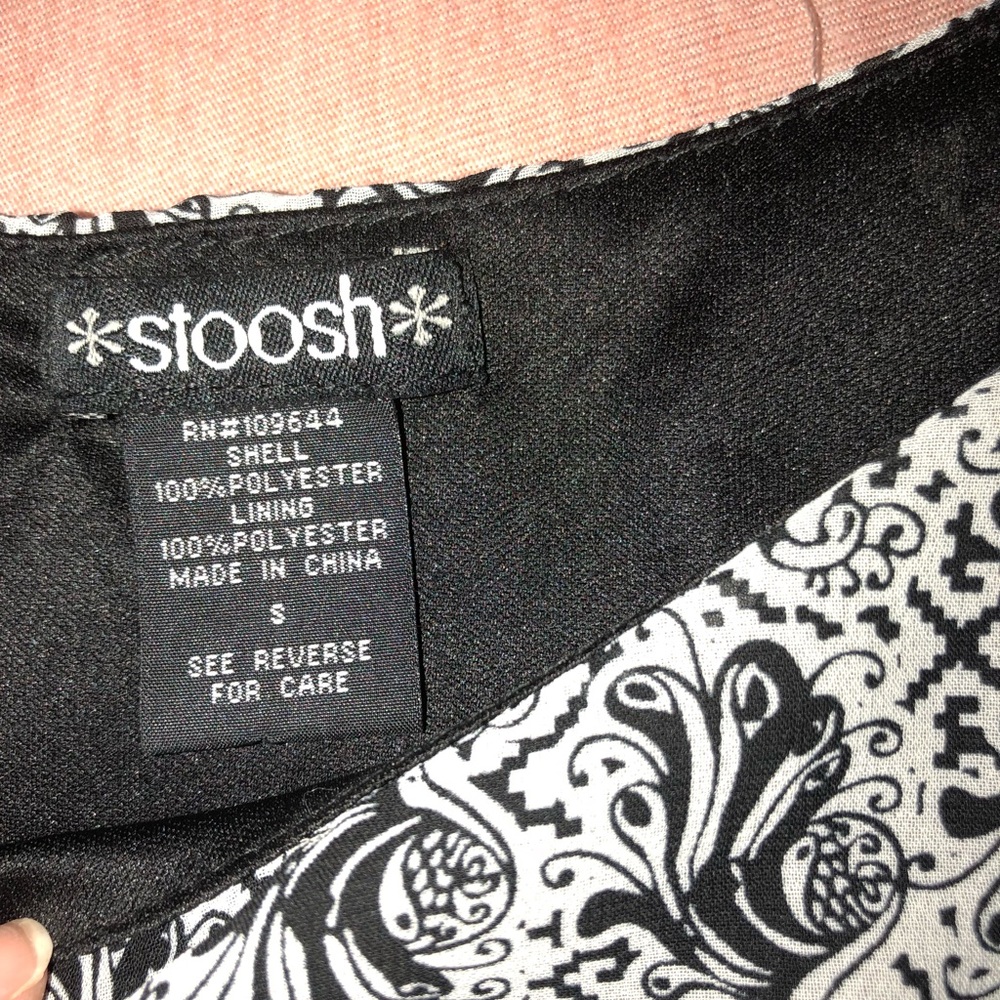 *stoosh*
RN#109644
SHELL
100%POLYESTER
LINING
100%POLYESTER
MADE IN CHINA
S
SEE REVERSE
FOR CARE